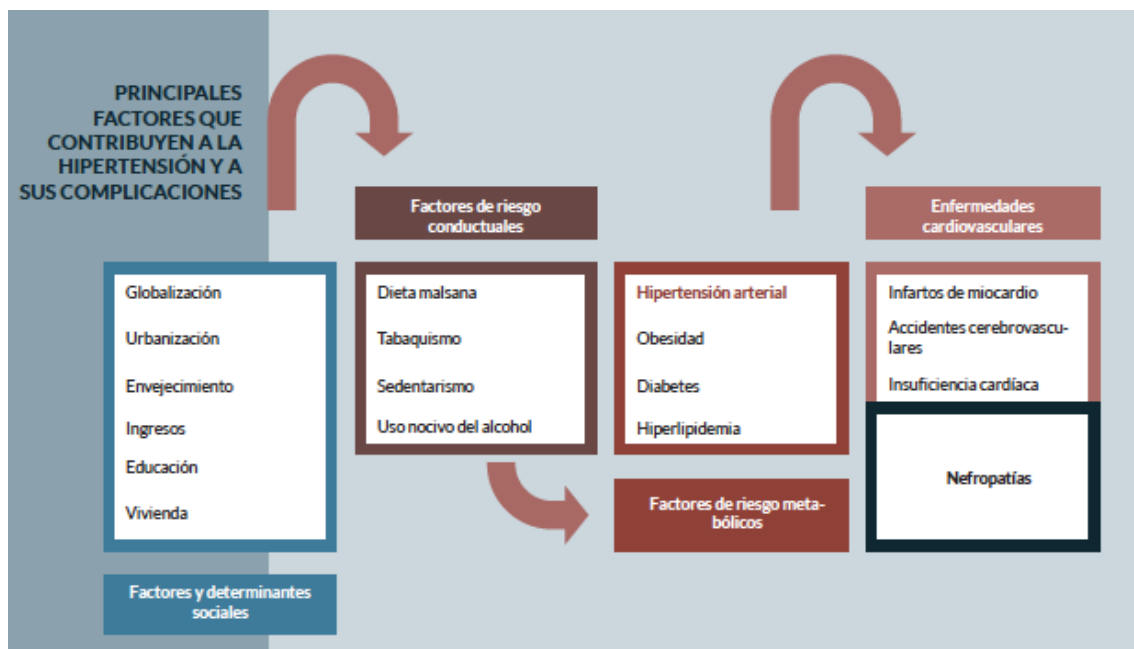 PRINCIPALES
FACTORES QUE
CONTRIBUYEN A LA
HIPERTENSIÓN Y A
SUS COMPLICACIONES
Factores y determinantes
sociales
Globalización
Urbanización
Envejecimiento
Ingresos
Educación
Vivienda
Factores de riesgo
conductuales
Dieta malsana
Tabaquismo
Sedentarismo
Uso nocivo del alcohol
Hipertensión arterial
Obesidad
Diabetes
Hiperlipidemia
Factores de riesgo meta-
bólicos
Enfermedades
cardiovasculares
Infartos de miocardio
Accidentes cerebrovascu-
lares
Insuficiencia cardíaca
Nefropatías